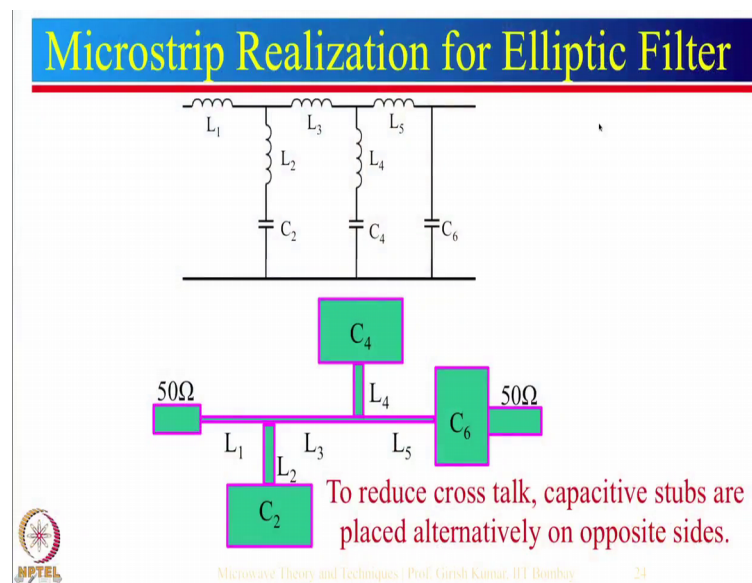 Microstrip Realization for Elliptic Filter
L₁ L₃ L₅
L₂ L₄
C₂ C₄ C₆
C₄
50Ω L₄ C₆ 50Ω
L₁ L₃ L₅
L₂
C₂
To reduce cross talk, capacitive stubs are
placed alternatively on opposite sides.
NPTEL
Microwave Theory and Techniques | Prof. Girish Kumar, IIT Bombay 24